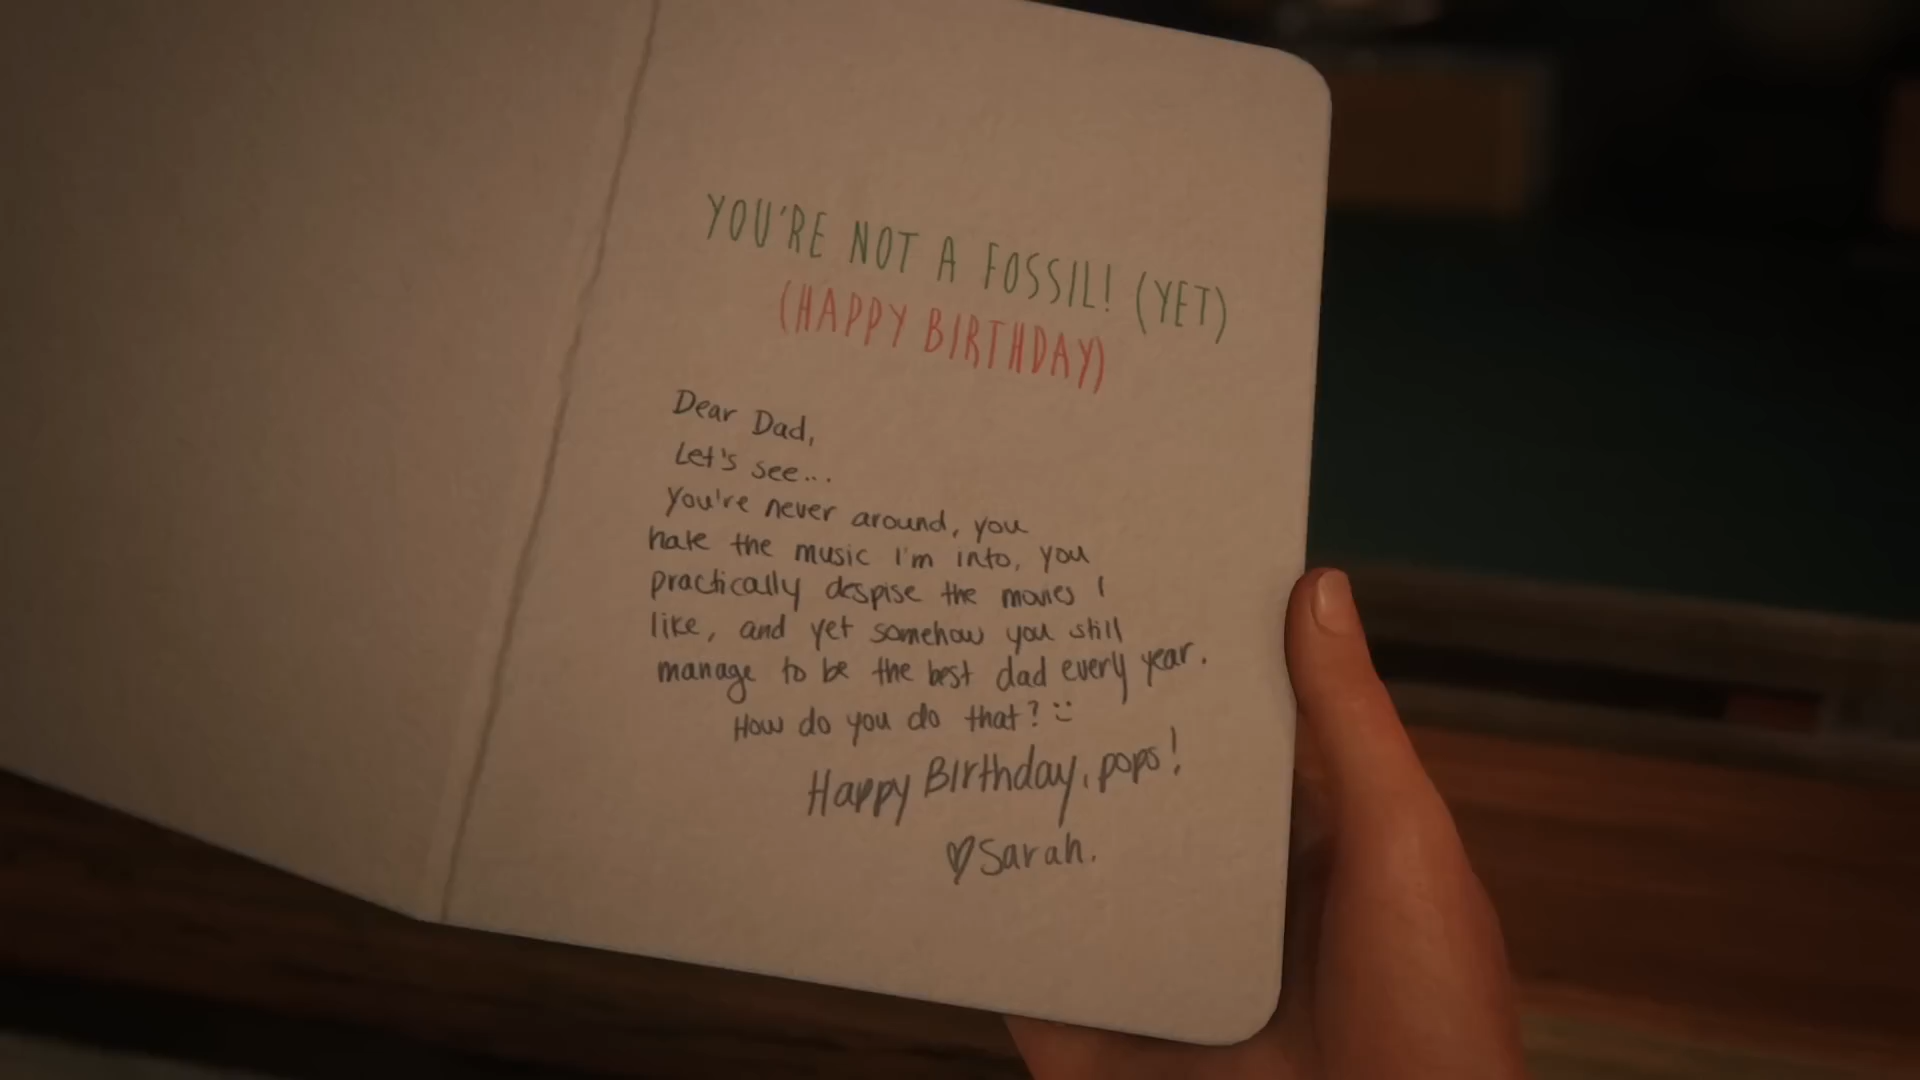 YOU'RE NOT A FOSSIL! (YET)
(HAPPY BIRTHDAY)
Dear Dad,
Let's see...
You're never around, you
hate the music I'm into, you
practically despise the movies I
like, and yet somehow you still
manage to be the best dad every year.
How do you do that? :)
Happy Birthday, pops!
♡Sarah.